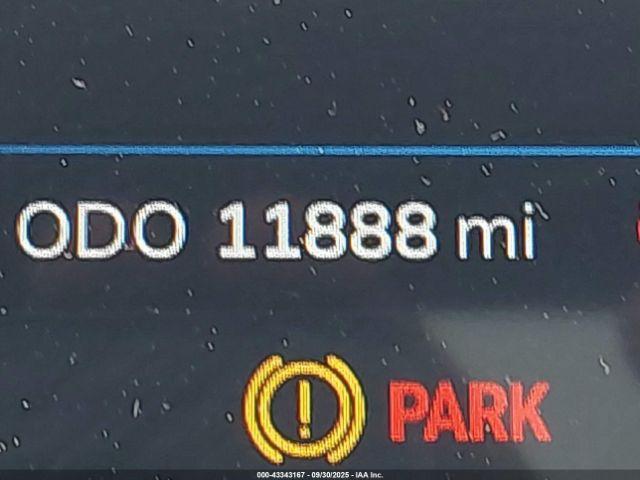 ODO 11888 mi
PARK
000-43343167 - 09/30/2025 - IAA Inc.